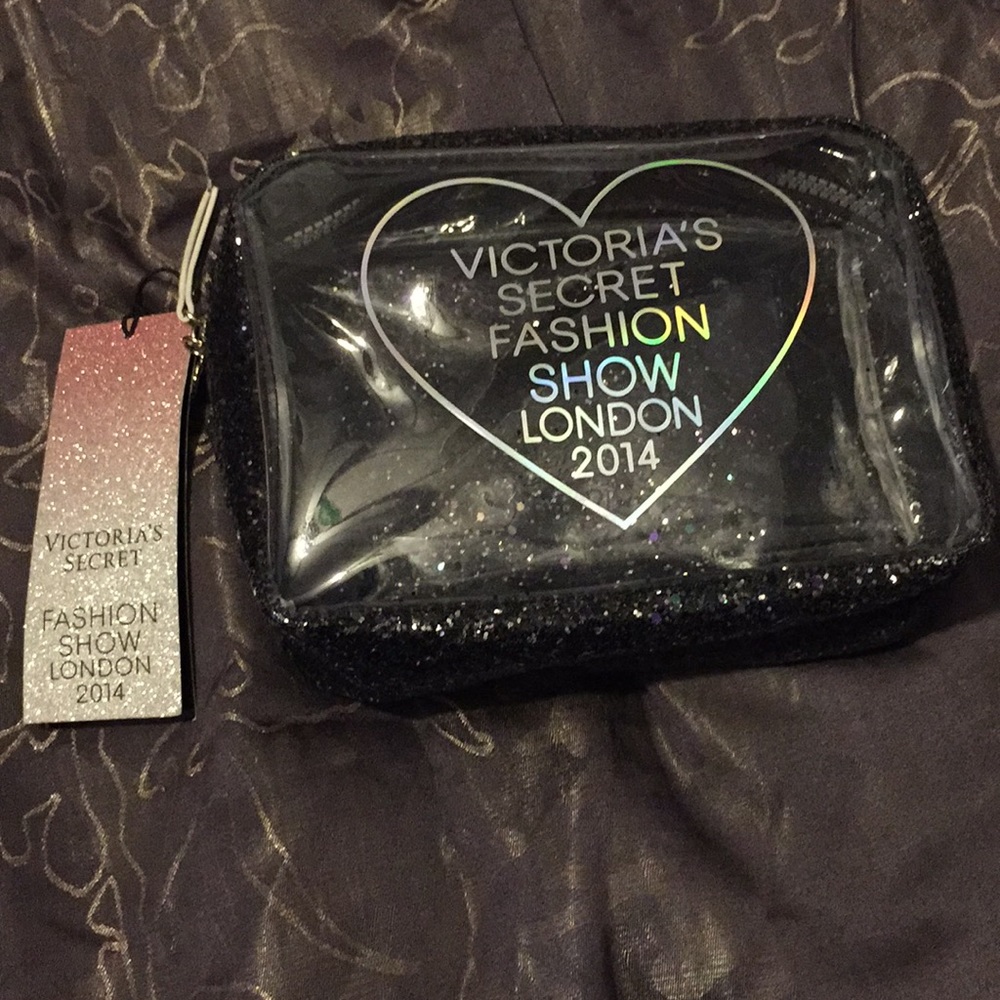 VICTORIA'S
SECRET
FASHION
SHOW
LONDON
2014
VICTORIA'S
SECRET
FASHION
SHOW
LONDON
2014